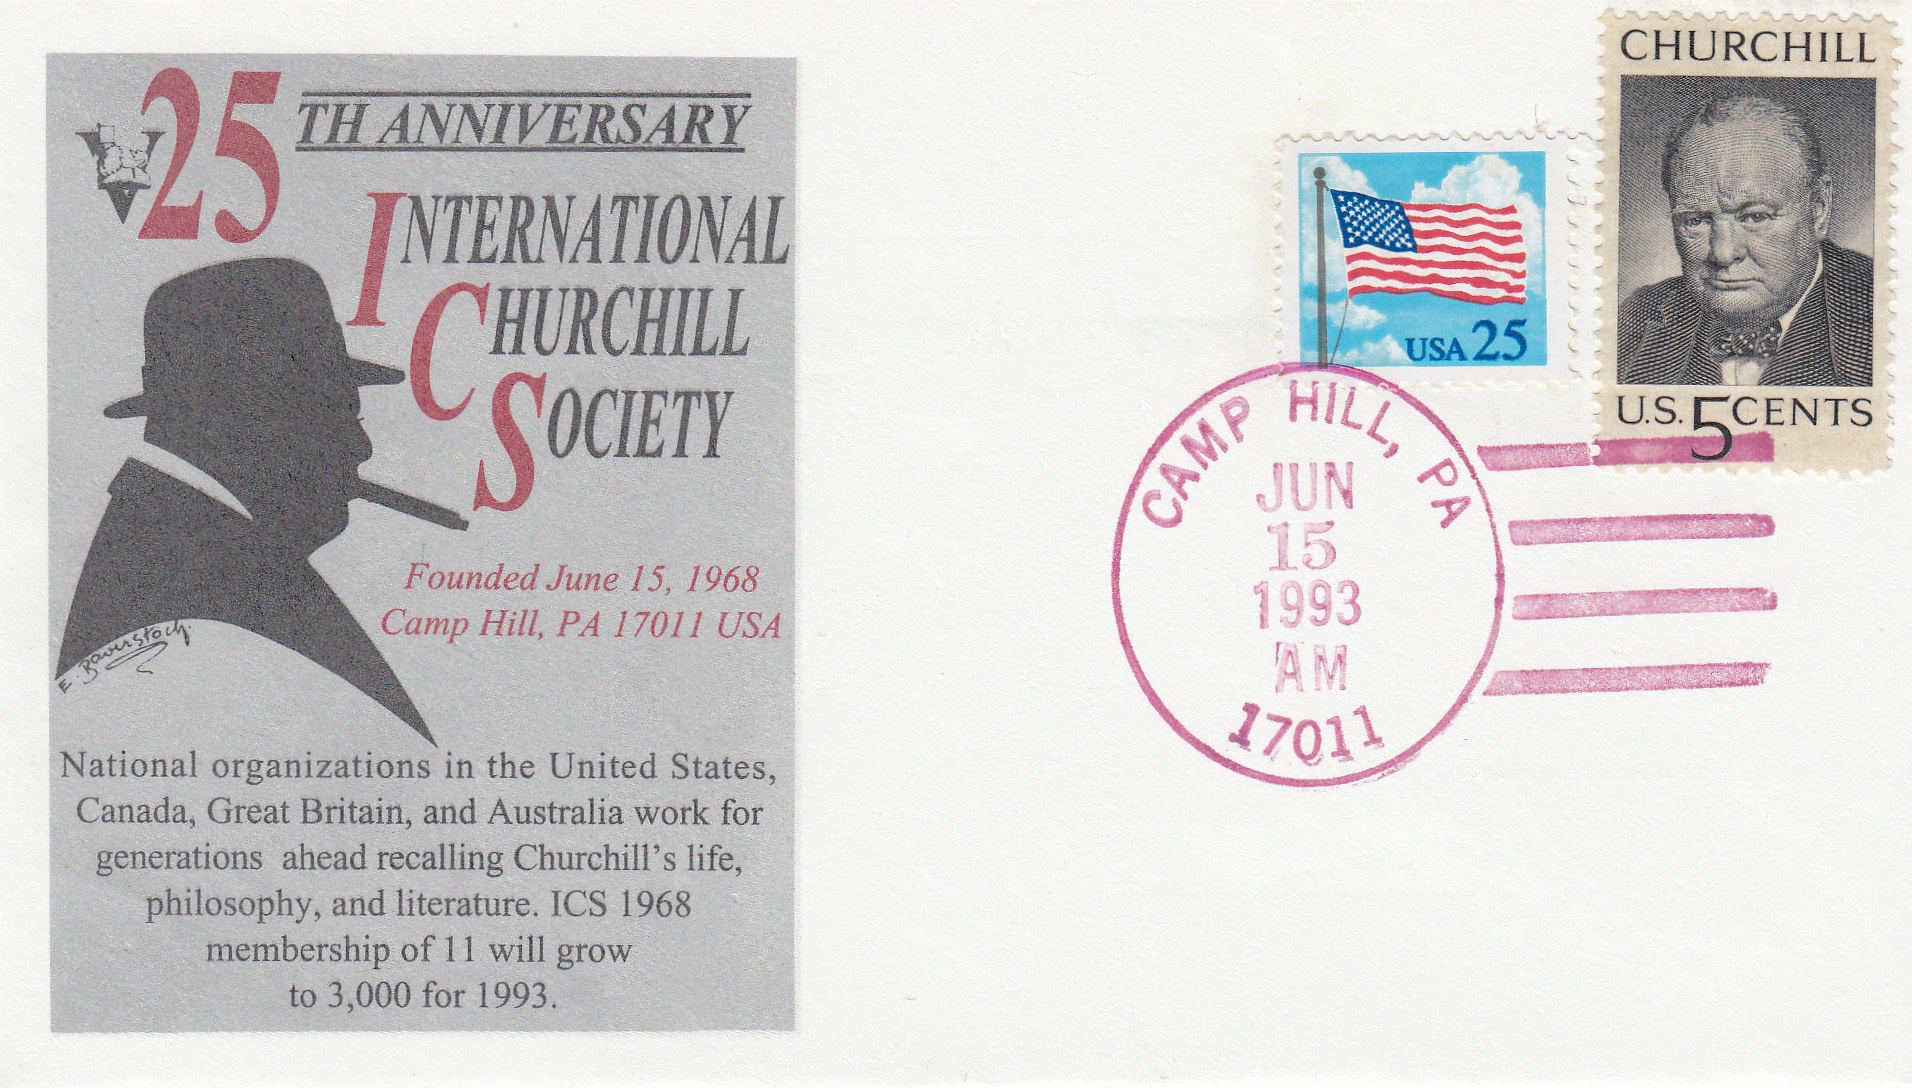 25TH ANNIVERSARY
INTERNATIONAL
CHURCHILL
SOCIETY
Founded June 15, 1968
Camp Hill, PA 17011 USA
E. Baverstock
National organizations in the United States,
Canada, Great Britain, and Australia work for
generations ahead recalling Churchill's life,
philosophy, and literature. ICS 1968
membership of 11 will grow
to 3,000 for 1993.
USA 25
CHURCHILL
U.S. 5 CENTS
CAMP HILL, PA
JUN
15
1993
AM
17011